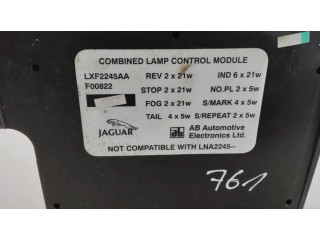 COMBINED LAMP CONTROL MODULE
LXF2245AA REV 2 x 21w IND 6 x 21w
F00822 STOP 2 x 21w NO.PL 2 x 5w
FOG 2 x 21w S/MARK 4 x 5w
TAIL 4 x 5w S/REPEAT 2 x 5w
JAGUAR ab AB Automotive
Electronics Ltd.
NOT COMPATIBLE WITH LNA2245--
761